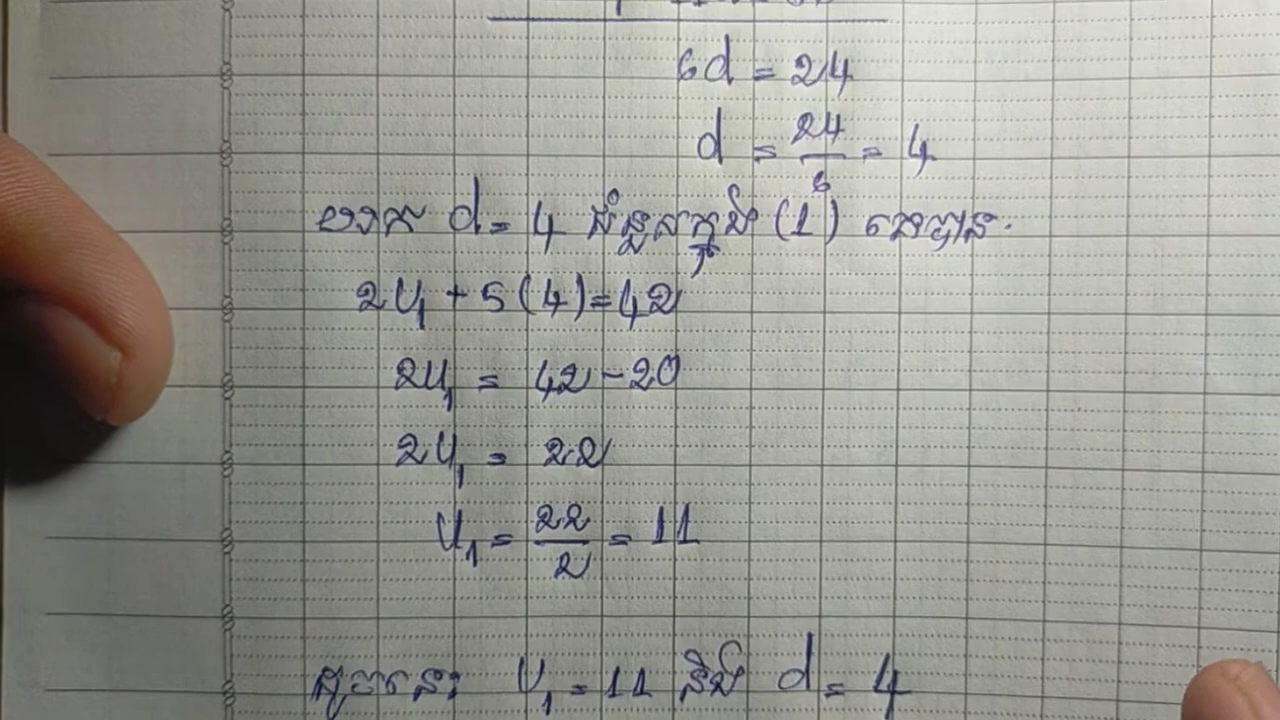 6d = 24
d = 24/6 = 4
យក d = 4 ជំនួសក្នុង (1) គេបាន
2U₁ + 5(4) = 42
2U₁ = 42 - 20
2U₁ = 22
U₁ = 22/2 = 11
ដូចនេះ U₁ = 11 និង d = 4